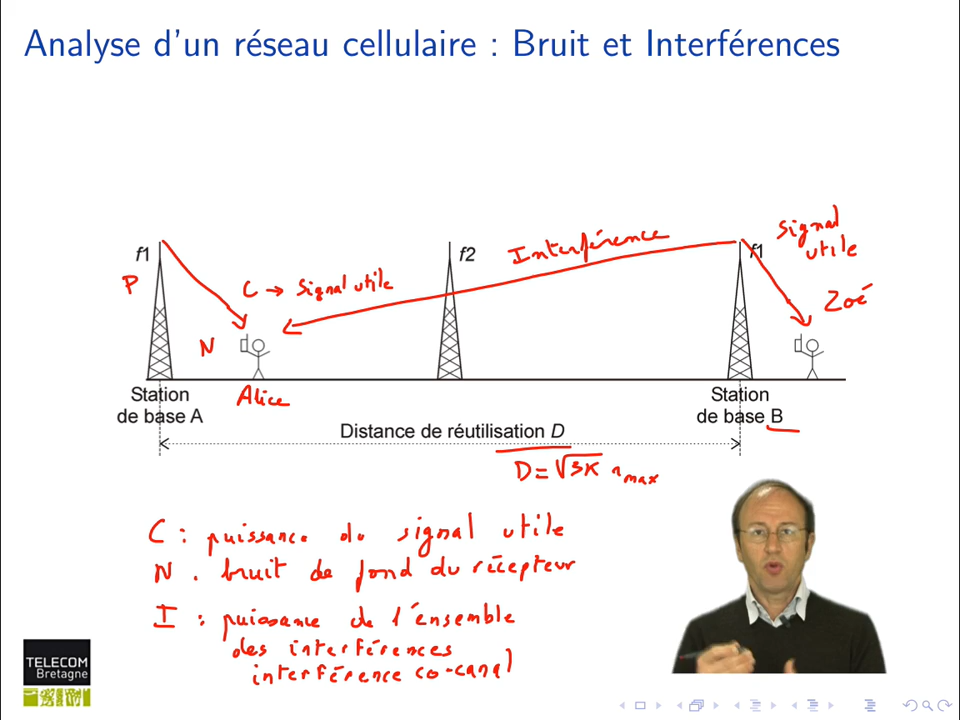 Analyse d'un réseau cellulaire : Bruit et Interférences
f1
f2
f1
P
C → Signal utile
Interférence
Signal
utile
Zoé
N
Alice
Station
de base A
Station
de base B
Distance de réutilisation D
D = √3K r max
C : puissance du signal utile
N . bruit de fond du récepteur
I : puissance de l'ensemble
des interférences
interférence co-canal
TELECOM
Bretagne